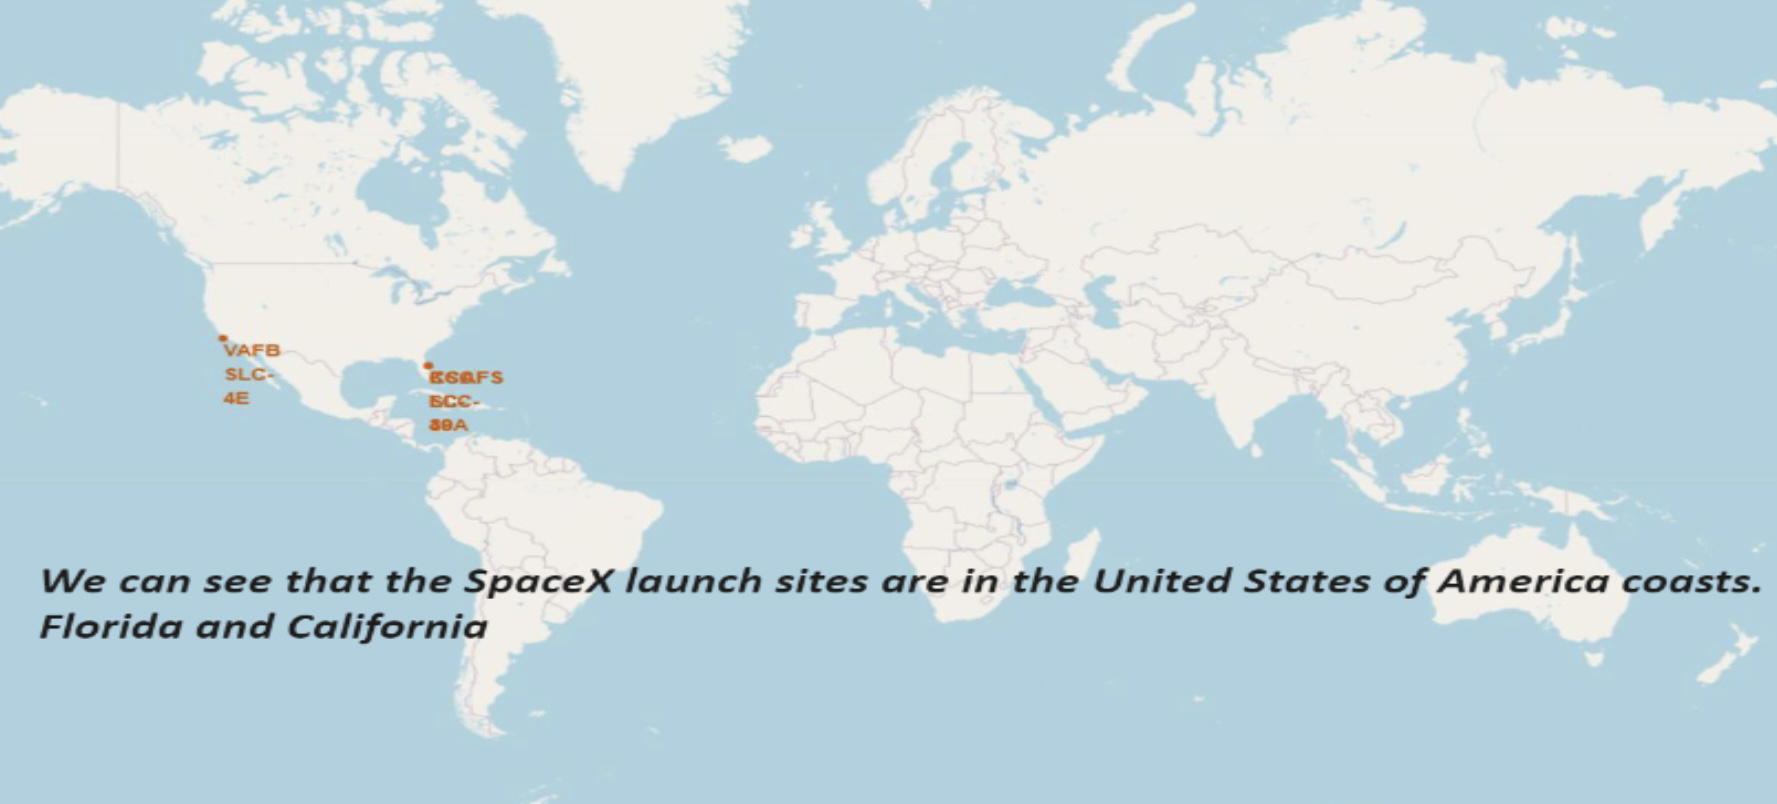 VAFB
SLC-
4E
We can see that the SpaceX launch sites are in the United States of America coasts.
Florida and California